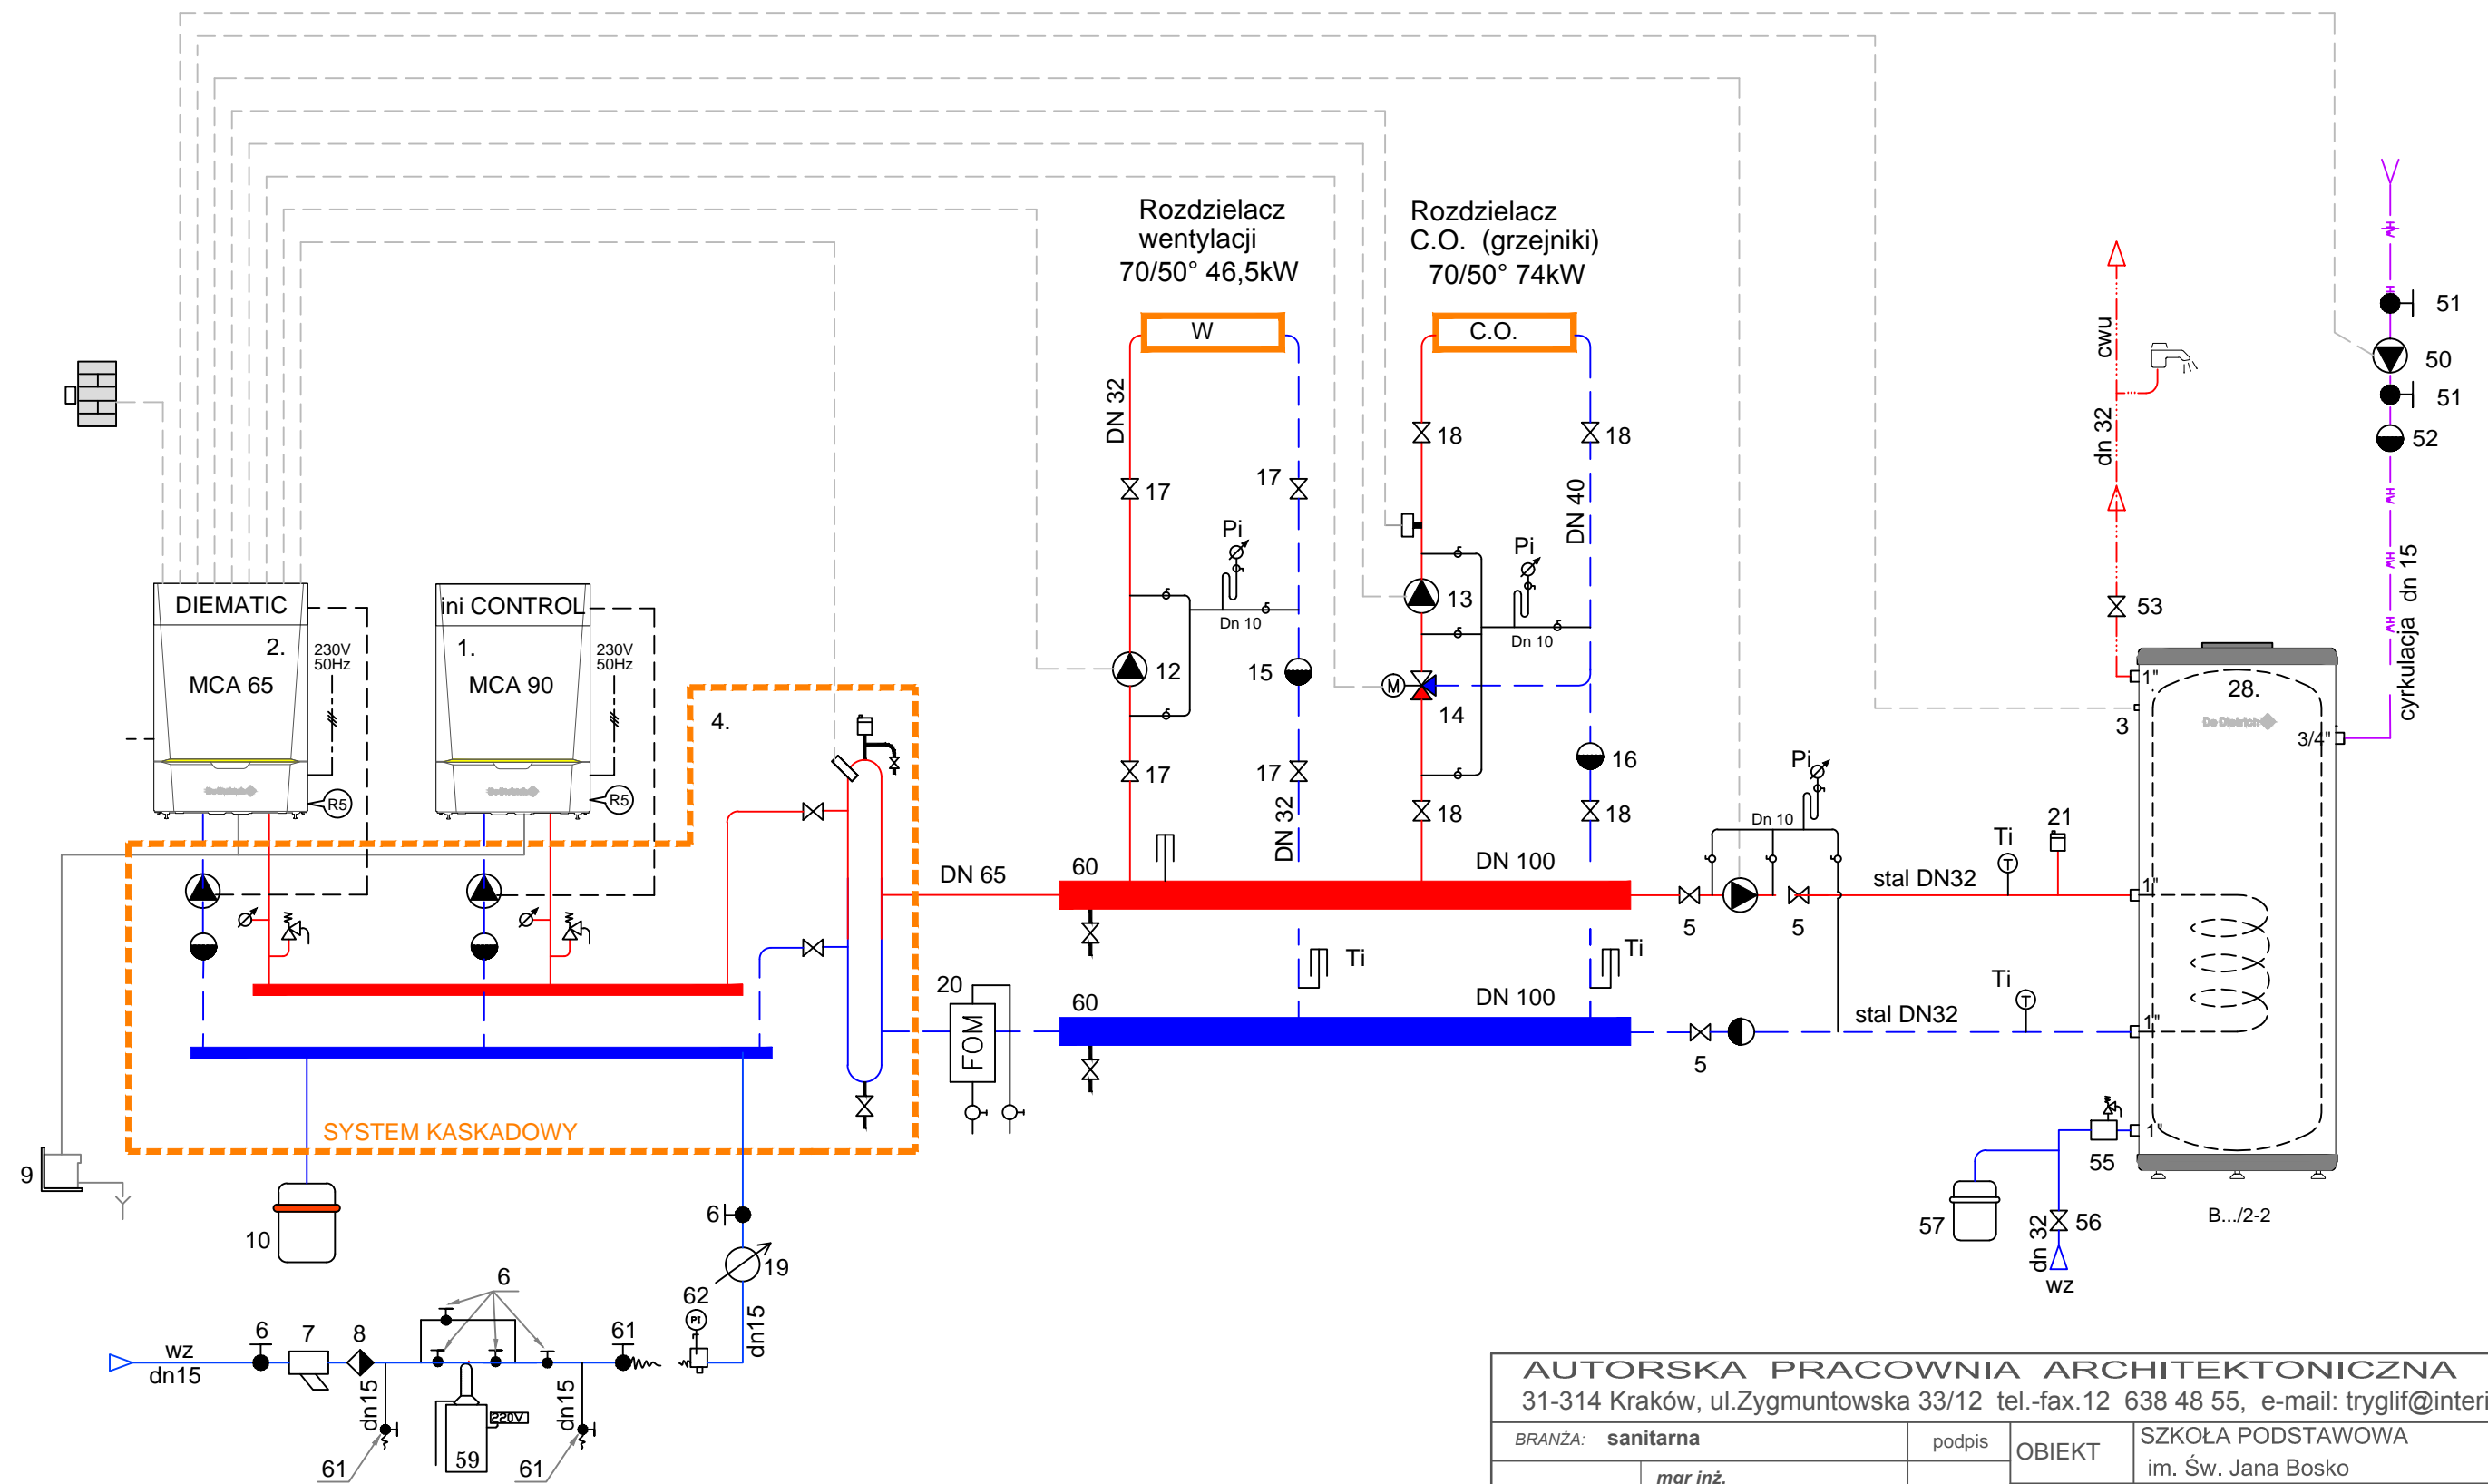 Rozdzielacz
wentylacji
70/50° 46,5kW
Rozdzielacz
C.O. (grzejniki)
70/50° 74kW
W
C.O.
51
50
51
52
cwu
dn 32
DN 32
18
18
17
17
DN 40
Pi
Pi
cyrkulacja dn 15
DIEMATIC
2.
MCA 65
230V
50Hz
R5
ini CONTROL
1.
MCA 90
230V
50Hz
R5
4.
Dn 10
13
Dn 10
53
12
15
M
14
16
17
17
18
18
DN 32
1"
28.
De Dietrich
3
3/4"
Pi
Dn 10
Ti
21
DN 65
60
DN 100
5
5
stal DN32
1"
Ti
Ti
20
FOM
60
DN 100
5
stal DN32
Ti
1"
SYSTEM KASKADOWY
9
10
6
19
62
PI
dn15
55
1"
57
dn 32
56
wz
B.../2-2
wz
dn15
6
7
8
6
61
dn15
220V
59
dn15
61
61
AUTORSKA PRACOWNIA ARCHITEKTONICZNA
31-314 Kraków, ul.Zygmuntowska 33/12 tel.-fax.12 638 48 55, e-mail: tryglif@interi
BRANŻA: sanitarna
podpis
OBIEKT
SZKOŁA PODSTAWOWA
im. Św. Jana Bosko
mgr inż.